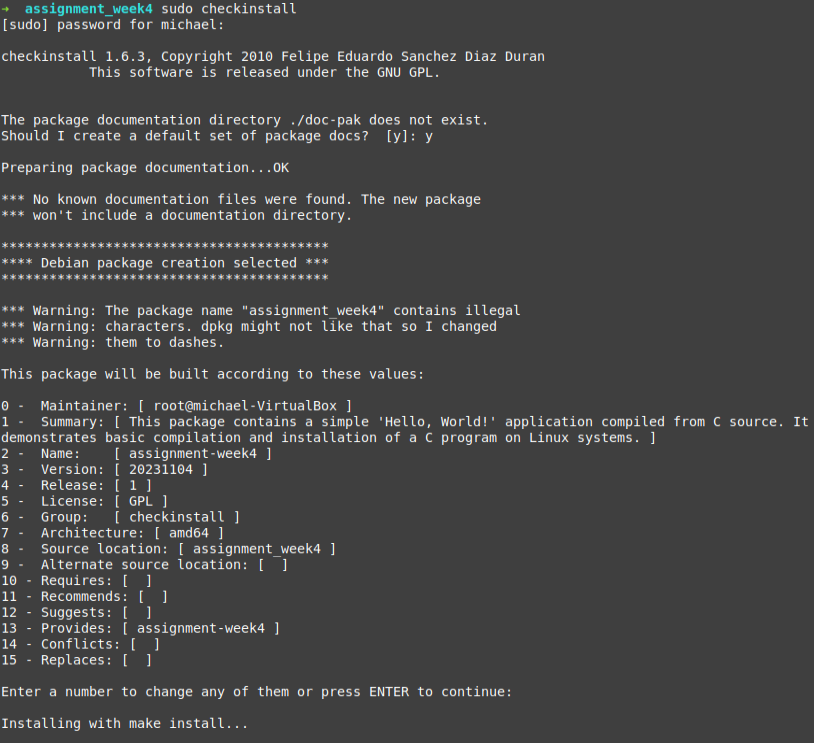 → assignment_week4 sudo checkinstall
[sudo] password for michael:
checkinstall 1.6.3, Copyright 2010 Felipe Eduardo Sanchez Diaz Duran
This software is released under the GNU GPL.
The package documentation directory ./doc-pak does not exist.
Should I create a default set of package docs?  [y]: y
Preparing package documentation...OK
*** No known documentation files were found. The new package
*** won't include a documentation directory.
*****************************************
**** Debian package creation selected ***
*****************************************
*** Warning: The package name "assignment_week4" contains illegal
*** Warning: characters. dpkg might not like that so I changed
*** Warning: them to dashes.
This package will be built according to these values:
0 -  Maintainer: [ root@michael-VirtualBox ]
1 -  Summary: [ This package contains a simple 'Hello, World!' application compiled from C source. It
demonstrates basic compilation and installation of a C program on Linux systems. ]
2 -  Name:    [ assignment-week4 ]
3 -  Version: [ 20231104 ]
4 -  Release: [ 1 ]
5 -  License: [ GPL ]
6 -  Group:   [ checkinstall ]
7 -  Architecture: [ amd64 ]
8 -  Source location: [ assignment_week4 ]
9 -  Alternate source location: [  ]
10 - Requires: [  ]
11 - Recommends: [  ]
12 - Suggests: [  ]
13 - Provides: [ assignment-week4 ]
14 - Conflicts: [  ]
15 - Replaces: [  ]
Enter a number to change any of them or press ENTER to continue:
Installing with make install...